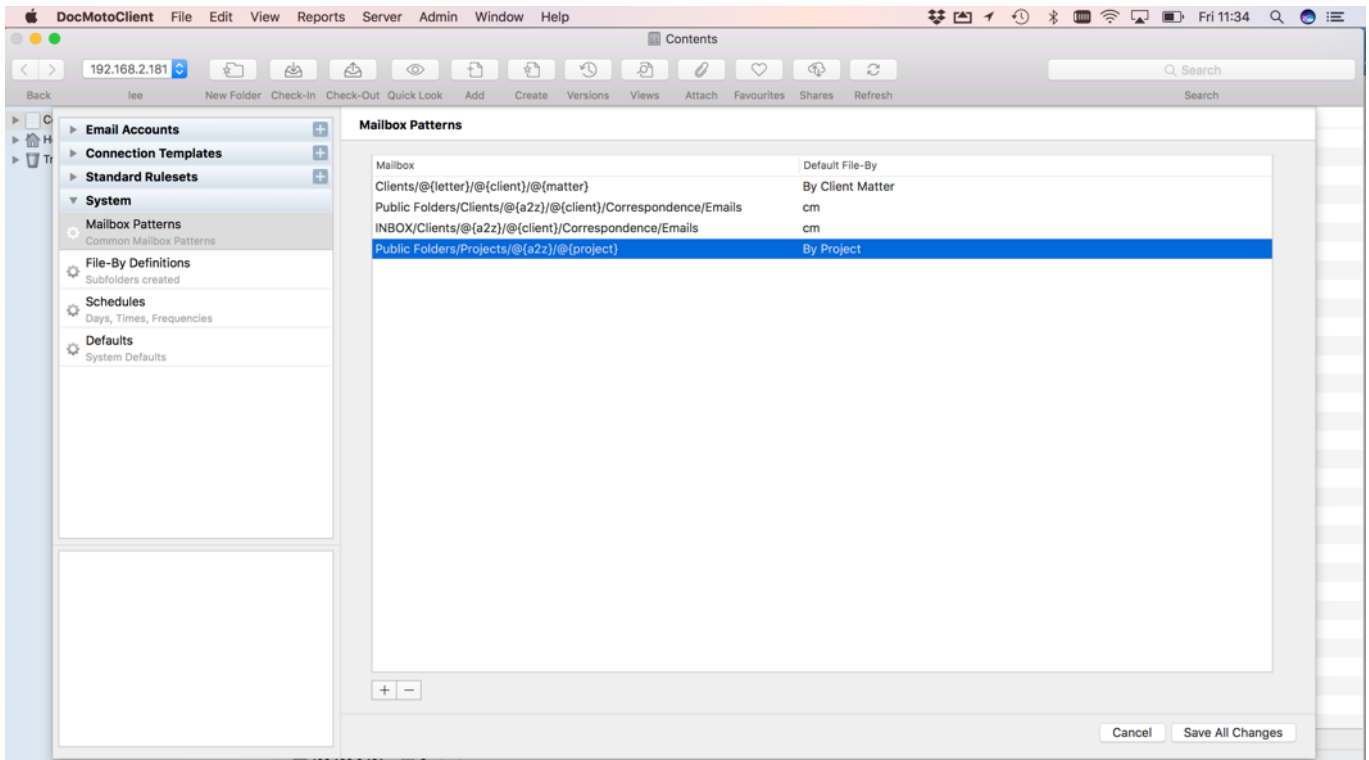 DocMotoClient File Edit View Reports Server Admin Window Help Fri 11:34
Contents
192.168.2.181 Search
Back lee New Folder Check-In Check-Out Quick Look Add Create Versions Views Attach Favourites Shares Refresh Search
Email Accounts
Connection Templates
Standard Rulesets
System
Mailbox Patterns
Common Mailbox Patterns
File-By Definitions
Subfolders created
Schedules
Days, Times, Frequencies
Defaults
System Defaults
Mailbox Patterns
Mailbox Default File-By
Clients/@{letter}/@{client}/@{matter} By Client Matter
Public Folders/Clients/@{a2z}/@{client}/Correspondence/Emails cm
INBOX/Clients/@{a2z}/@{client}/Correspondence/Emails cm
Public Folders/Projects/@{a2z}/@{project} By Project
Cancel Save All Changes